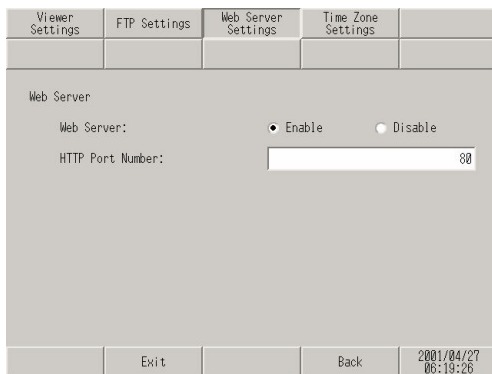 Viewer Settings
FTP Settings
Web Server Settings
Time Zone Settings
Web Server
Web Server: Enable Disable
HTTP Port Number: 80
Exit
Back
2001/04/27
06:19:26